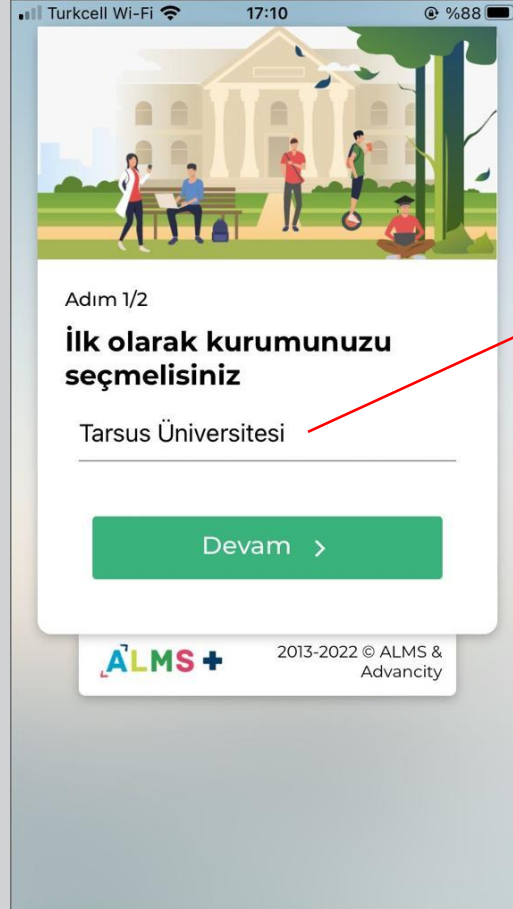 Turkcell Wi-Fi 17:10 %88
Adım 1/2
İlk olarak kurumunuzu
seçmelisiniz
Tarsus Üniversitesi
Devam >
ALMS + 2013-2022 © ALMS &
Advancity